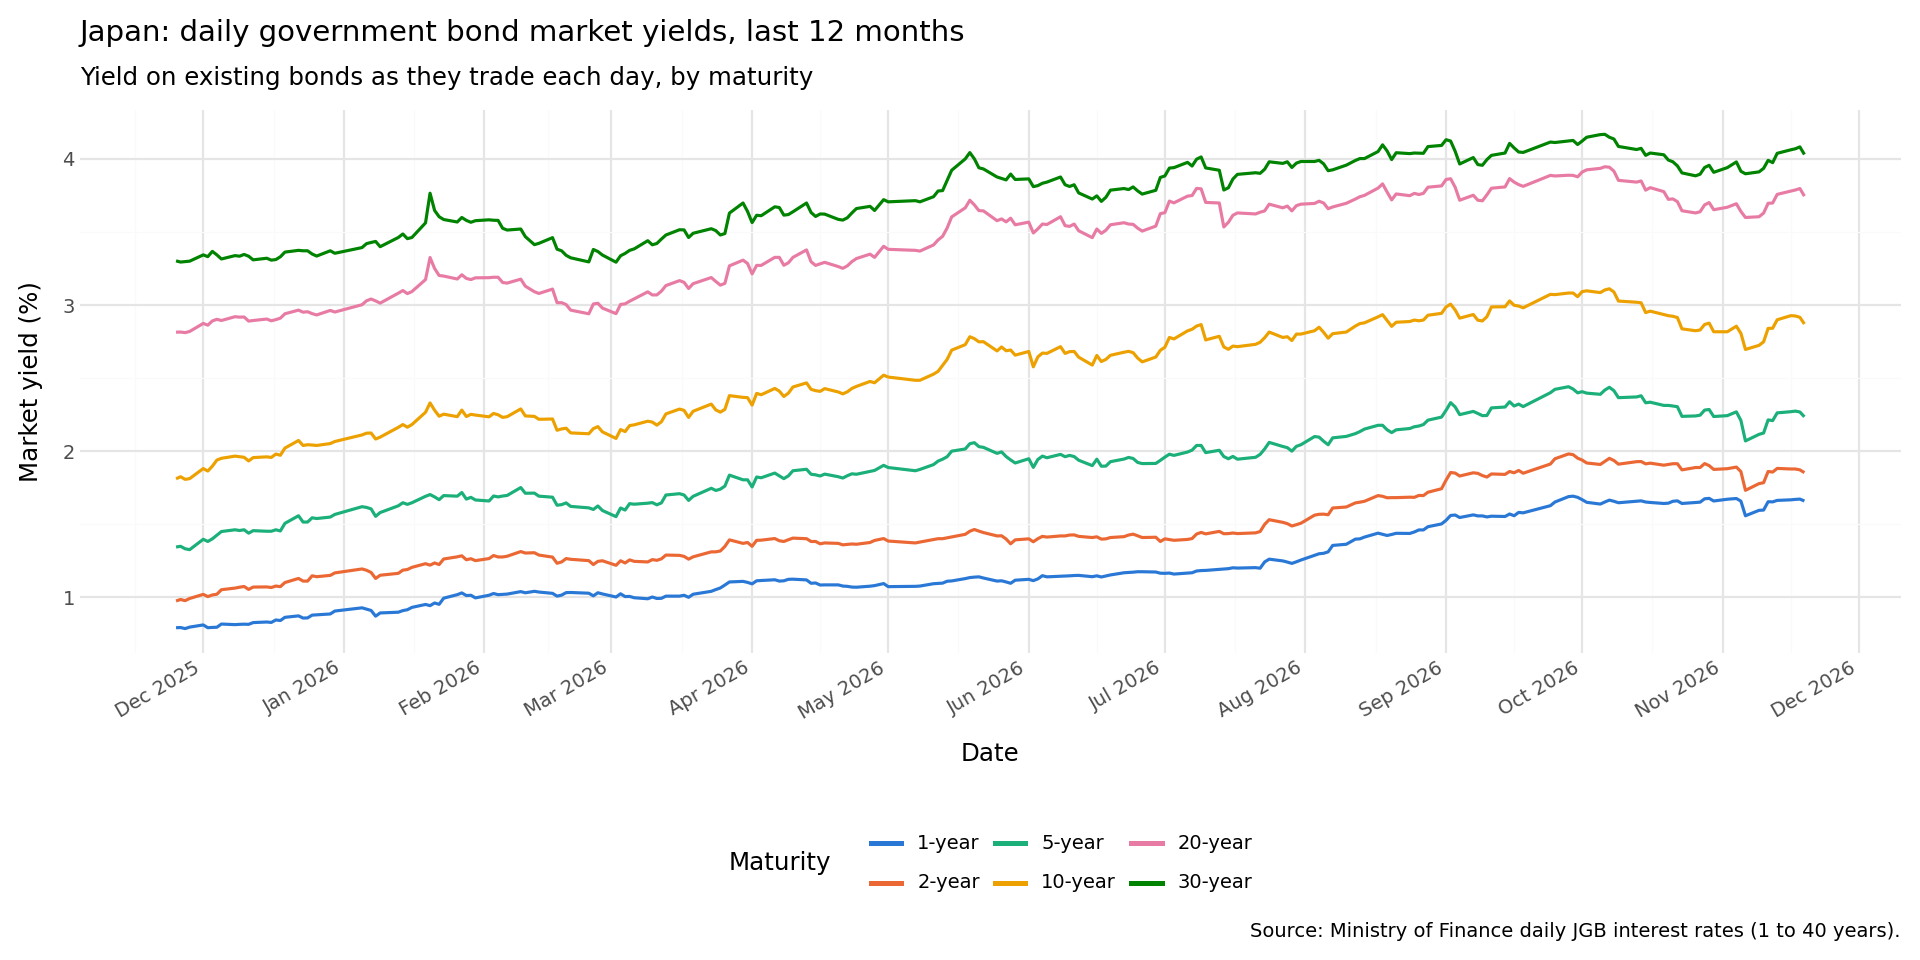 Japan: daily government bond market yields, last 12 months
Yield on existing bonds as they trade each day, by maturity
Market yield (%)
4
3
2
1
Dec 2025
Jan 2026
Feb 2026
Mar 2026
Apr 2026
May 2026
Jun 2026
Jul 2026
Aug 2026
Sep 2026
Oct 2026
Nov 2026
Dec 2026
Date
Maturity
1-year
5-year
20-year
2-year
10-year
30-year
Source: Ministry of Finance daily JGB interest rates (1 to 40 years).